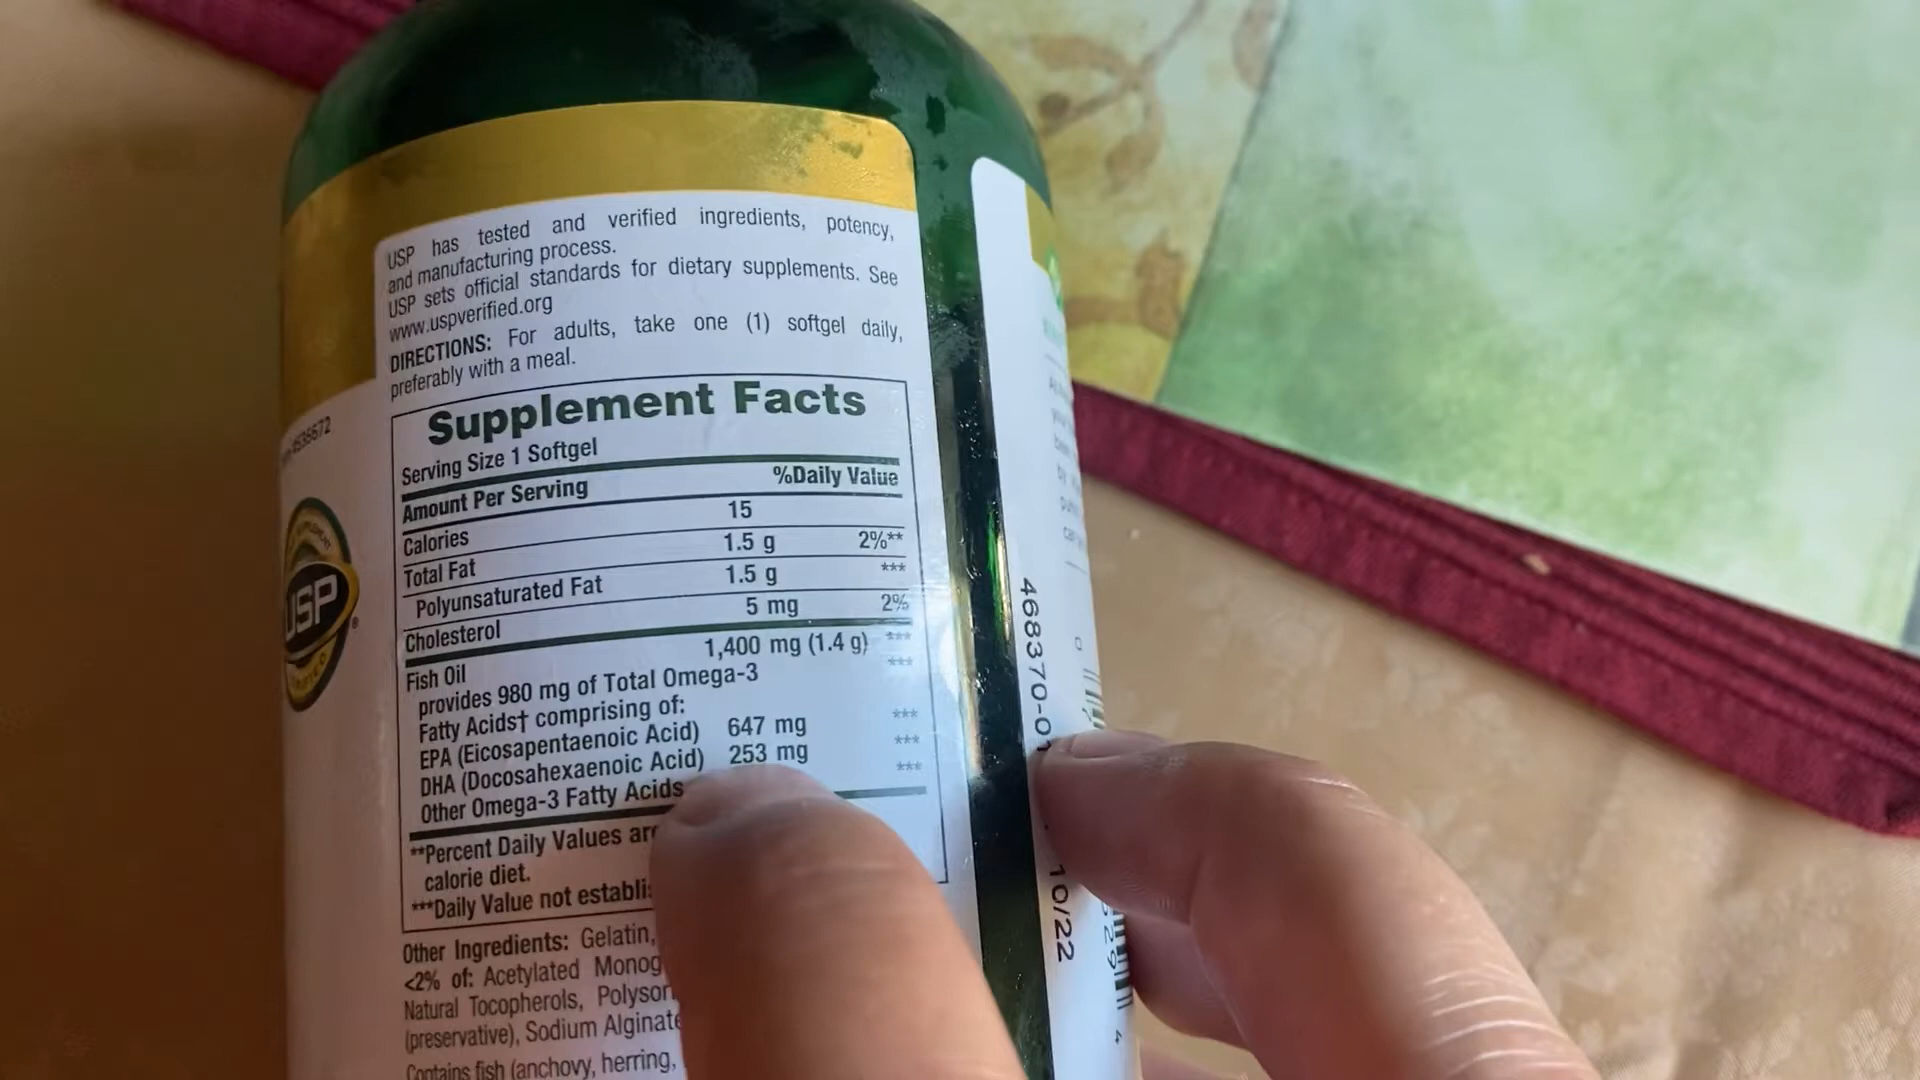 USP has tested and verified ingredients, potency,
and manufacturing process.
USP sets official standards for dietary supplements. See
www.uspverified.org
DIRECTIONS: For adults, take one (1) softgel daily,
preferably with a meal.
Supplement Facts
Serving Size 1 Softgel
Amount Per Serving %Daily Value
Calories 15
Total Fat 1.5 g 2%**
Polyunsaturated Fat 1.5 g ***
Cholesterol 5 mg 2%
Fish Oil 1,400 mg (1.4 g) ***
provides 980 mg of Total Omega-3 ***
Fatty Acids† comprising of:
EPA (Eicosapentaenoic Acid) 647 mg ***
DHA (Docosahexaenoic Acid) 253 mg ***
Other Omega-3 Fatty Acids ***
**Percent Daily Values are
calorie diet.
***Daily Value not
Other Ingredients: Gelatin,
<2% of: Acetylated
Natural Tocopherols,
(preservative), Sodium Alginate
Contains fish (anchovy, herring,
USP
®
468370-01
10/22